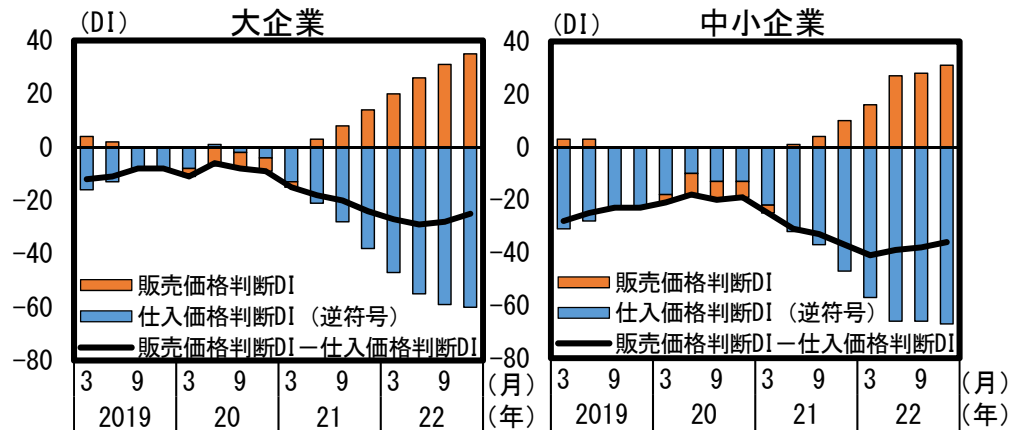 (DI)
大企業
40
20
0
-20
-40
-60
-80
販売価格判断DI
仕入価格判断DI（逆符号）
販売価格判断DI－仕入価格判断DI
3 9 3 9 3 9 3 9 (月)
2019 20 21 22 (年)
(DI)
中小企業
40
20
0
-20
-40
-60
-80
販売価格判断DI
仕入価格判断DI（逆符号）
販売価格判断DI－仕入価格判断DI
3 9 3 9 3 9 3 9 (月)
2019 20 21 22 (年)